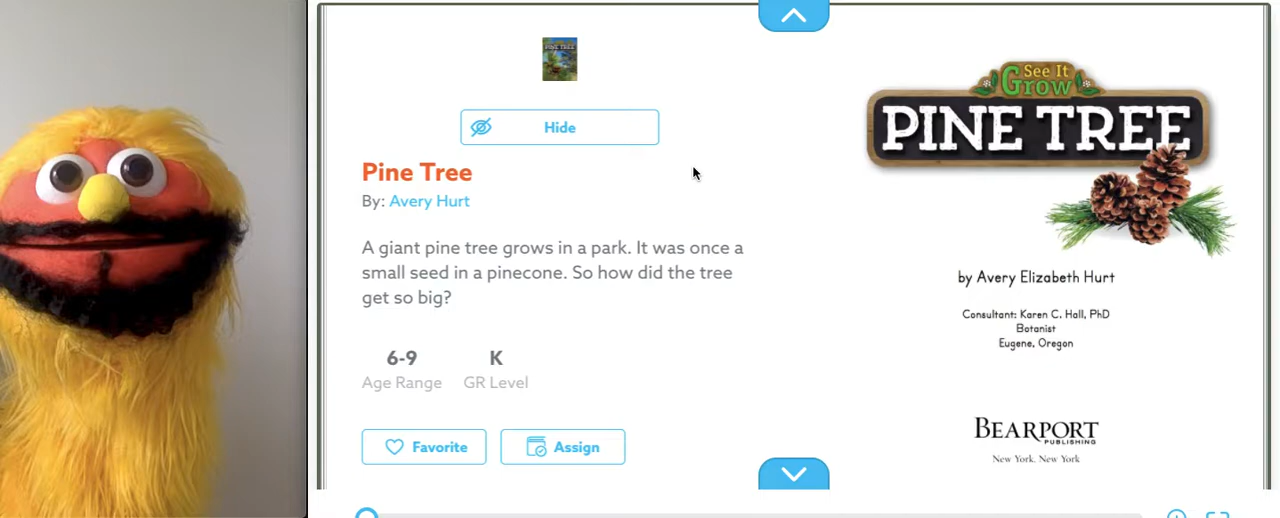 PINE TREE
Hide
Pine Tree
By: Avery Hurt
A giant pine tree grows in a park. It was once a
small seed in a pinecone. So how did the tree
get so big?
6-9 K
Age Range GR Level
Favorite Assign
See It
Grow
PINE TREE
by Avery Elizabeth Hurt
Consultant: Karen C. Hall, PhD
Botanist
Eugene, Oregon
BEARPORT
PUBLISHING
New York, New York